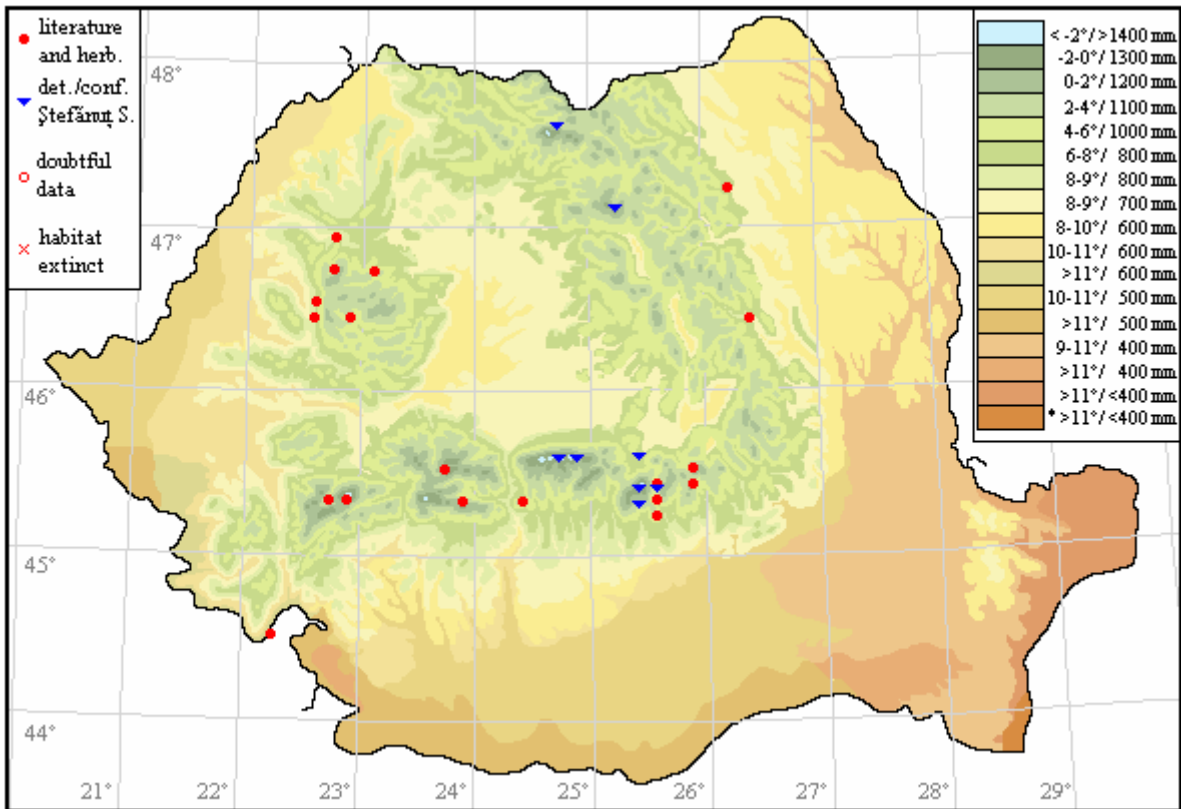 literature
and herb.
det./conf.
Ştefănuţ S.
doubtful
data
habitat
extinct
< -2°/>1400 mm
-2-0°/1300 mm
0-2°/1200 mm
2-4°/1100 mm
4-6°/1000 mm
6-8°/ 800 mm
8-9°/ 800 mm
8-9°/ 700 mm
8-10°/ 600 mm
10-11°/ 600 mm
>11°/ 600 mm
10-11°/ 500 mm
>11°/ 500 mm
9-11°/ 400 mm
>11°/ 400 mm
>11°/<400 mm
* >11°/<400 mm
48°
47°
46°
45°
44°
21°
22°
23°
24°
25°
26°
27°
28°
29°